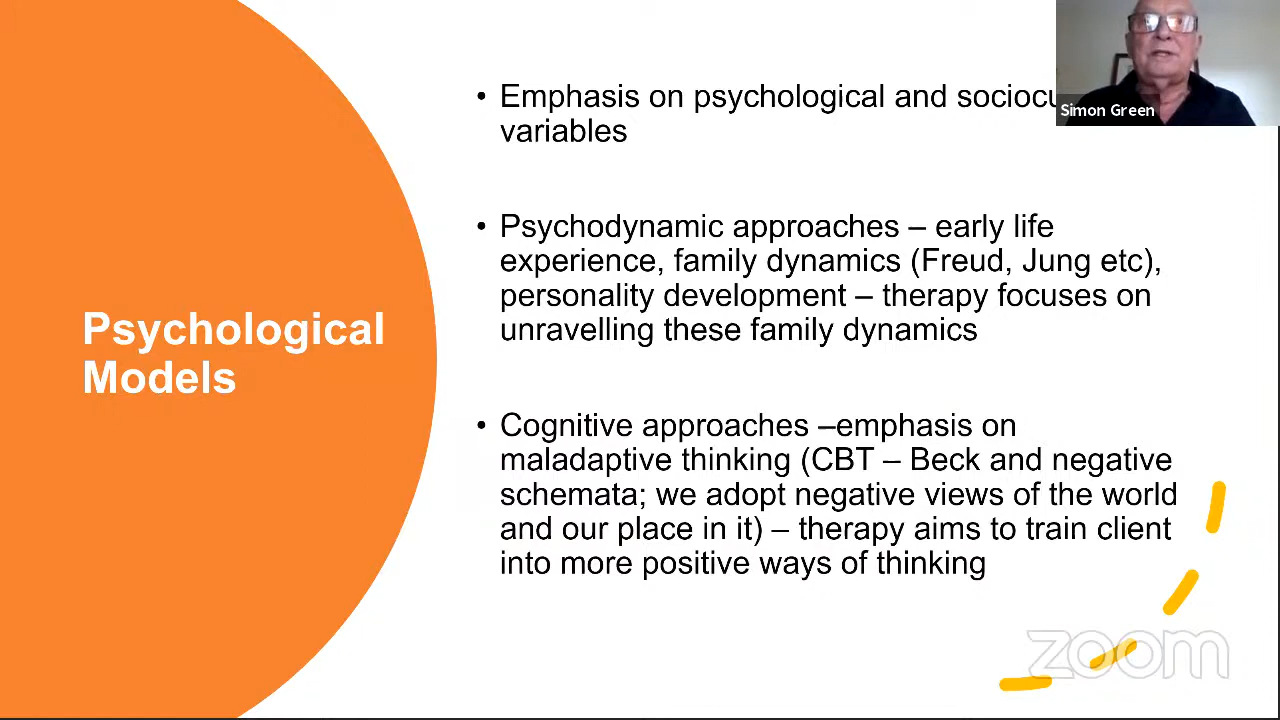 • Emphasis on psychological and
variables
Simon Green
• Psychodynamic approaches – early life
experience, family dynamics (Freud, Jung etc),
personality development – therapy focuses on
unravelling these family dynamics
Psychological
Models
• Cognitive approaches –emphasis on
maladaptive thinking (CBT – Beck and negative
schemata; we adopt negative views of the world
and our place in it) – therapy aims to train client
into more positive ways of thinking
zoom